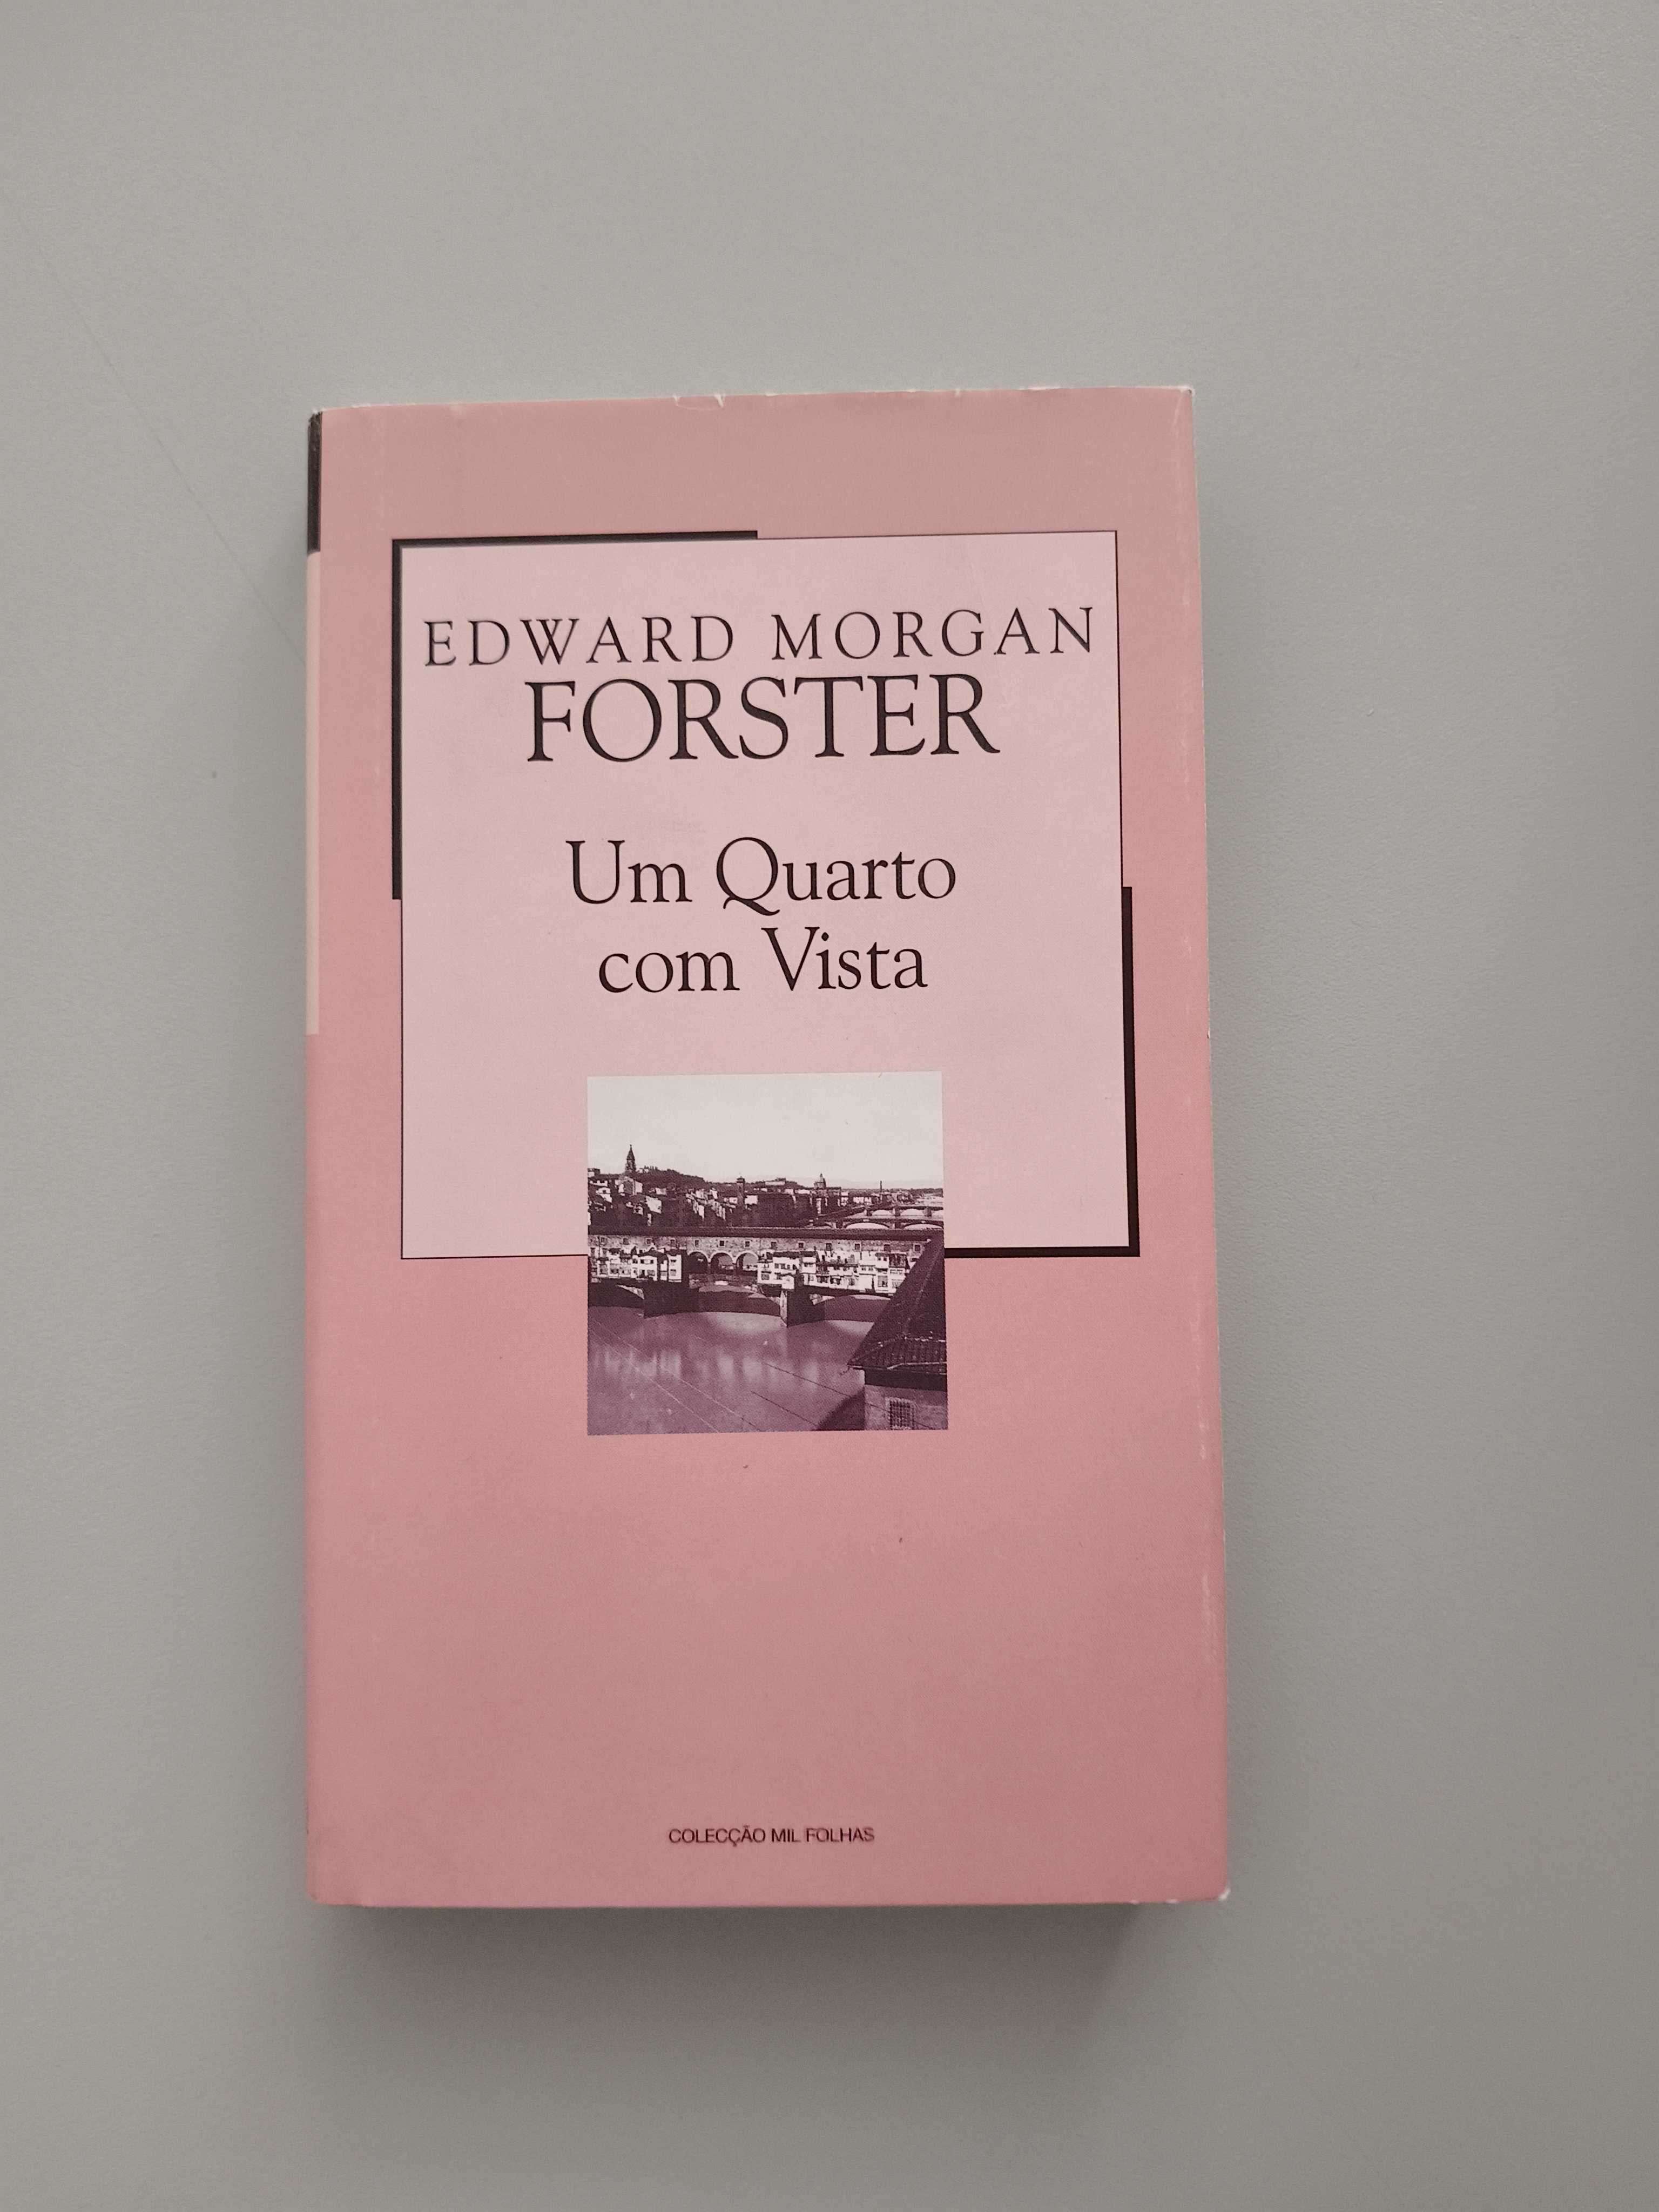 EDWARD MORGAN
FORSTER
Um Quarto
com Vista
COLECÇÃO MIL FOLHAS